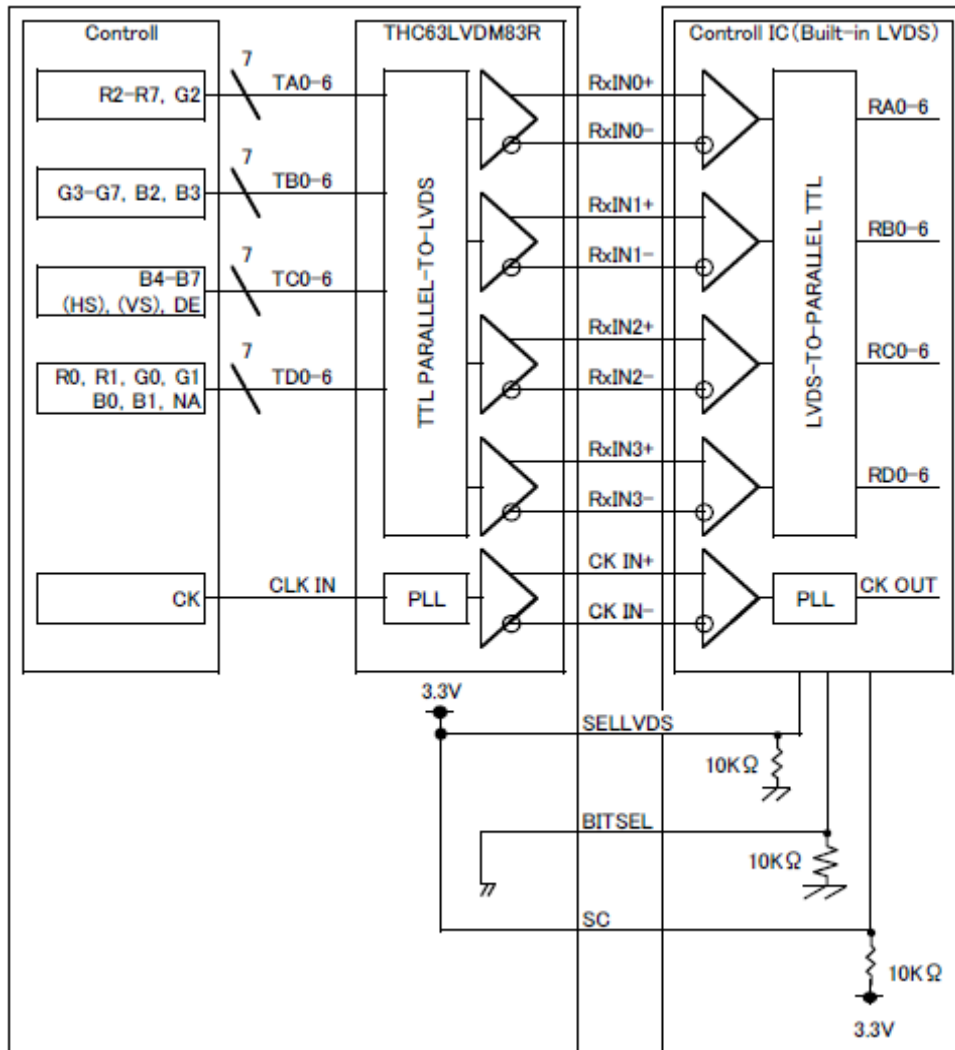 Controll
THC63LVDM83R
Controll IC(Built-in LVDS)
R2-R7, G2
7
TA0-6
RxIN0+
RxIN0-
RA0-6
G3-G7, B2, B3
7
TB0-6
RxIN1+
RxIN1-
RB0-6
B4-B7
(HS), (VS), DE
7
TC0-6
RxIN2+
RxIN2-
RC0-6
R0, R1, G0, G1
B0, B1, NA
7
TD0-6
RxIN3+
RxIN3-
RD0-6
TTL PARALLEL-TO-LVDS
LVDS-TO-PARALLEL TTL
CK
CLK IN
PLL
CK IN+
CK IN-
PLL
CK OUT
3.3V
SELLVDS
10KΩ
BITSEL
10KΩ
SC
10KΩ
3.3V